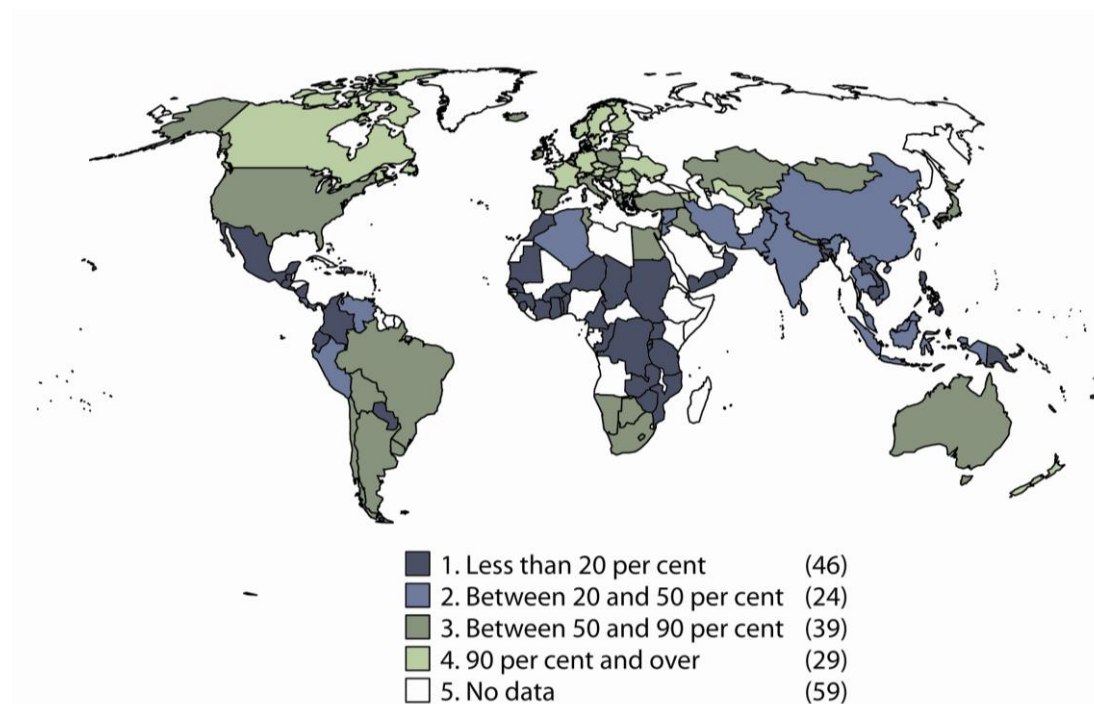 1. Less than 20 per cent (46)
2. Between 20 and 50 per cent (24)
3. Between 50 and 90 per cent (39)
4. 90 per cent and over (29)
5. No data (59)